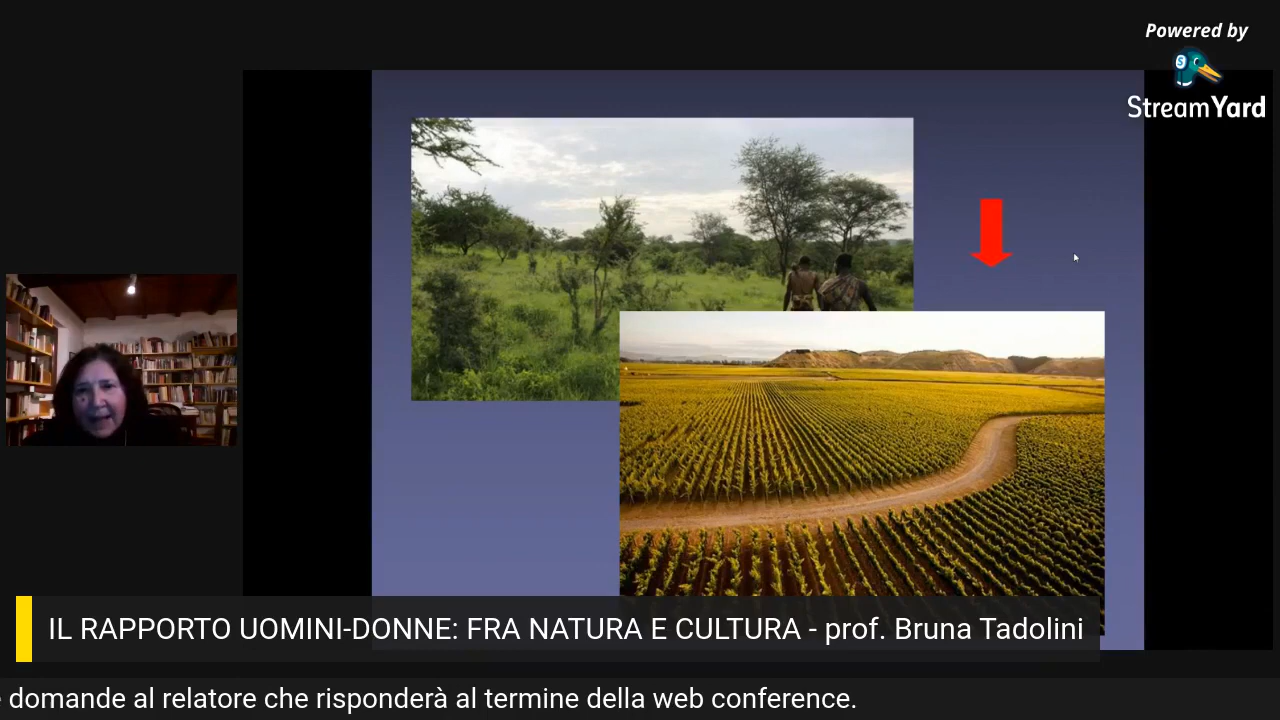 Powered by
StreamYard
IL RAPPORTO UOMINI-DONNE: FRA NATURA E CULTURA - prof. Bruna Tadolini
domande al relatore che risponderà al termine della web conference.